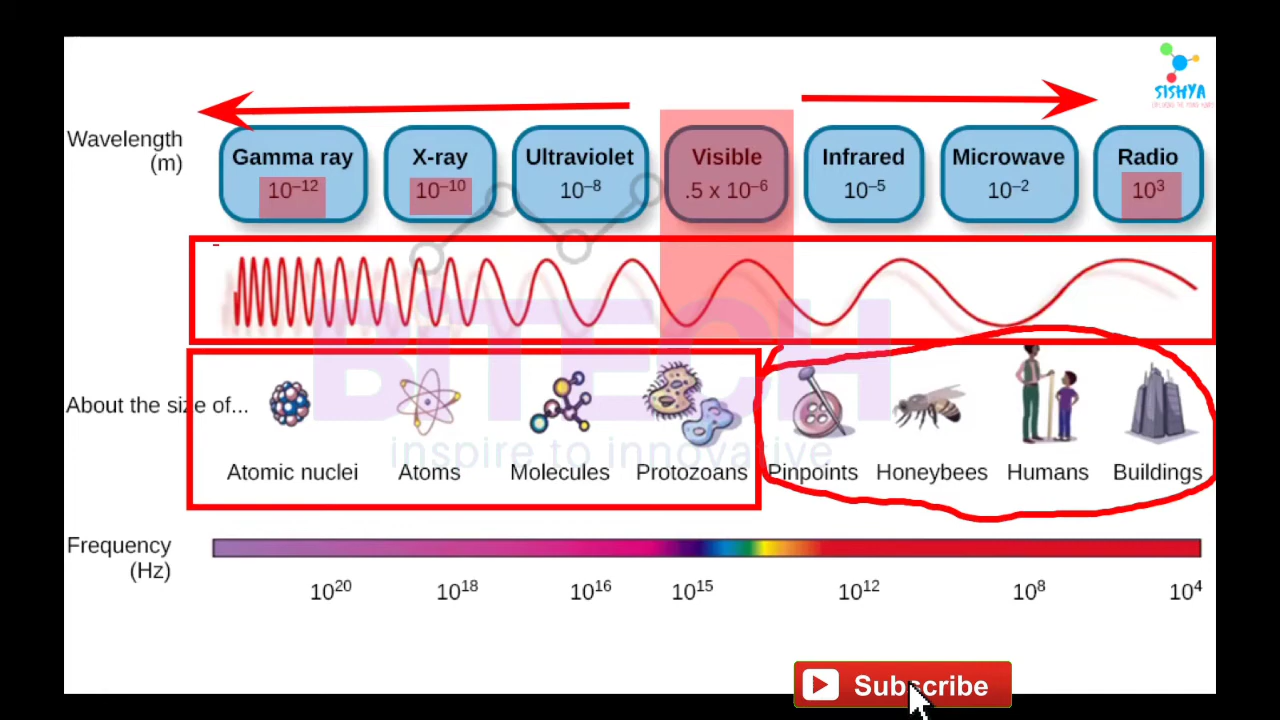 SISHYA
Wavelength
(m)
Gamma ray
10⁻¹²
X-ray
10⁻¹⁰
Ultraviolet
10⁻⁸
Visible
.5 x 10⁻⁶
Infrared
10⁻⁵
Microwave
10⁻²
Radio
10³
BiTECH
inspire to innovative
About the size of...
Atomic nuclei
Atoms
Molecules
Protozoans
Pinpoints
Honeybees
Humans
Buildings
Frequency
(Hz)
10²⁰ 10¹⁸ 10¹⁶ 10¹⁵ 10¹² 10⁸ 10⁴
Subscribe